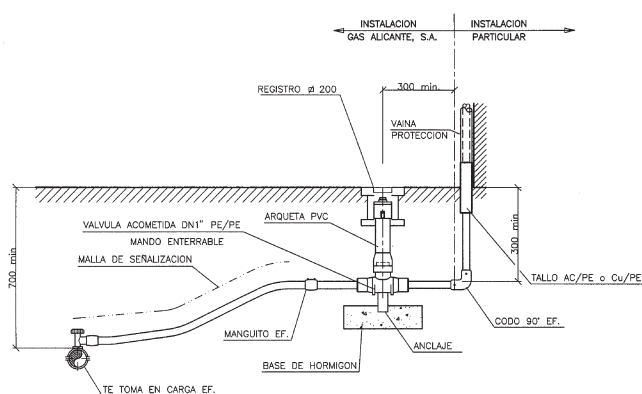 INSTALACION
GAS ALICANTE, S.A.
INSTALACION
PARTICULAR
300 min.
REGISTRO ⌀ 200
VAINA
PROTECCION
ARQUETA PVC
VALVULA ACOMETIDA DN1" PE/PE
MANDO ENTERRABLE
MALLA DE SEÑALIZACION
700 min
300 min
TALLO AC/PE o Cu/PE
CODO 90° EF.
MANGUITO EF.
ANCLAJE
BASE DE HORMIGON
TE TOMA EN CARGA EF.